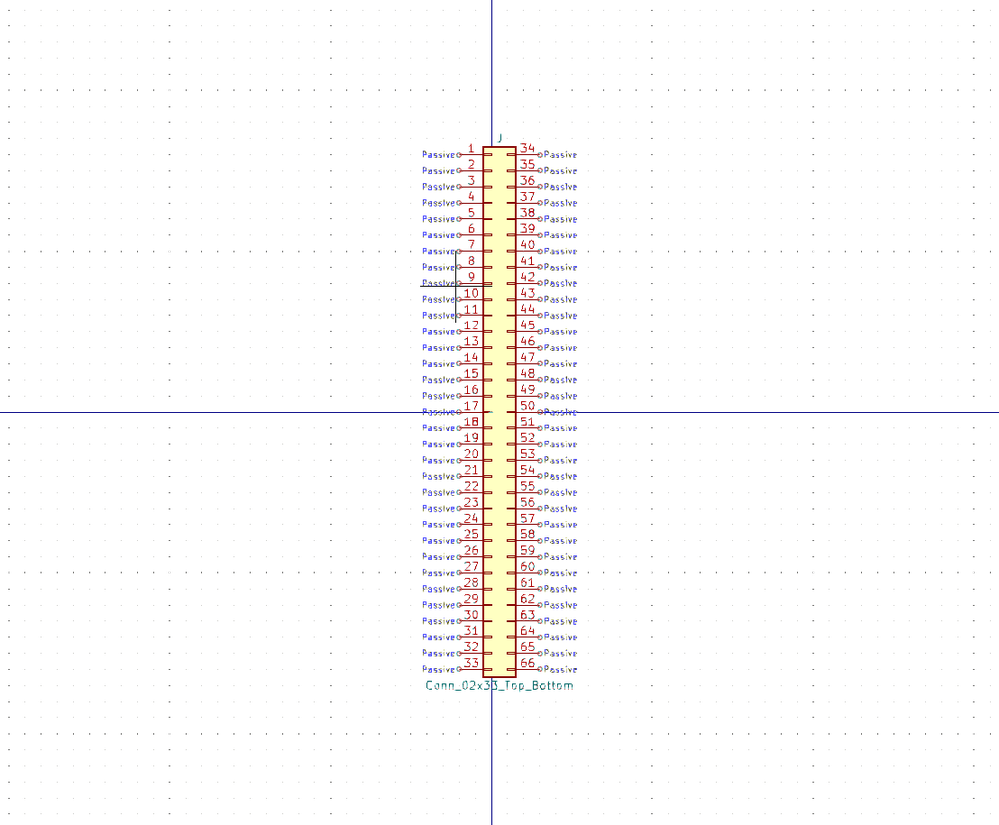 J
Passive 1 34 Passive
Passive 2 35 Passive
Passive 3 36 Passive
Passive 4 37 Passive
Passive 5 38 Passive
Passive 6 39 Passive
Passive 7 40 Passive
Passive 8 41 Passive
Passive 9 42 Passive
Passive 10 43 Passive
Passive 11 44 Passive
Passive 12 45 Passive
Passive 13 46 Passive
Passive 14 47 Passive
Passive 15 48 Passive
Passive 16 49 Passive
Passive 17 50 Passive
Passive 18 51 Passive
Passive 19 52 Passive
Passive 20 53 Passive
Passive 21 54 Passive
Passive 22 55 Passive
Passive 23 56 Passive
Passive 24 57 Passive
Passive 25 58 Passive
Passive 26 59 Passive
Passive 27 60 Passive
Passive 28 61 Passive
Passive 29 62 Passive
Passive 30 63 Passive
Passive 31 64 Passive
Passive 32 65 Passive
Passive 33 66 Passive
Conn_02x33_Top_Bottom